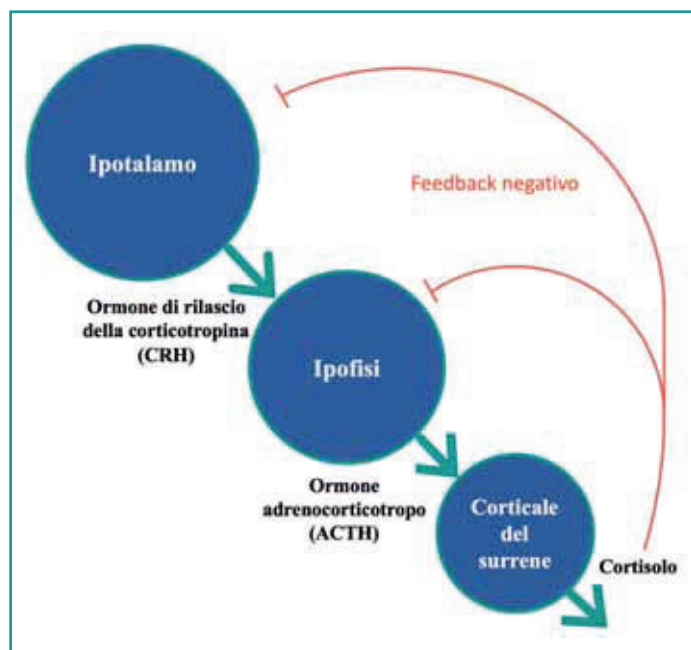 Ipotalamo
Feedback negativo
Ormone di rilascio
della corticotropina
(CRH)
Ipofisi
Ormone
adrenocorticotropo
(ACTH)
Corticale
del
surrene
Cortisolo